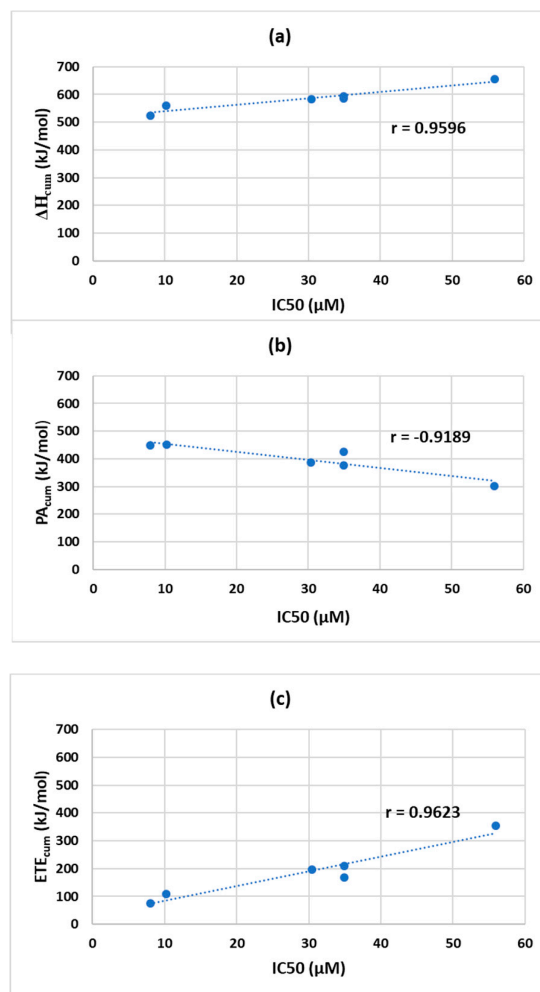 (a)
700
600
500
400
300
200
100
0
ΔHcum (kJ/mol)
r = 0.9596
0 10 20 30 40 50 60
IC50 (µM)
(b)
700
600
500
400
300
200
100
0
PAcum (kJ/mol)
r = -0.9189
0 10 20 30 40 50 60
IC50 (µM)
(c)
700
600
500
400
300
200
100
0
ETEcum (kJ/mol)
r = 0.9623
0 10 20 30 40 50 60
IC50 (µM)